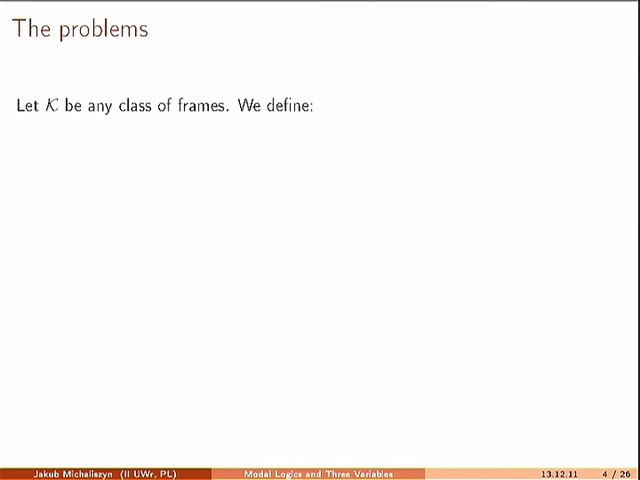 The problems
Let 𝒦 be any class of frames. We define:
Jakub Michaliszyn (II UWr, PL) Modal Logics and Three Variables 13.12.11 4 / 26